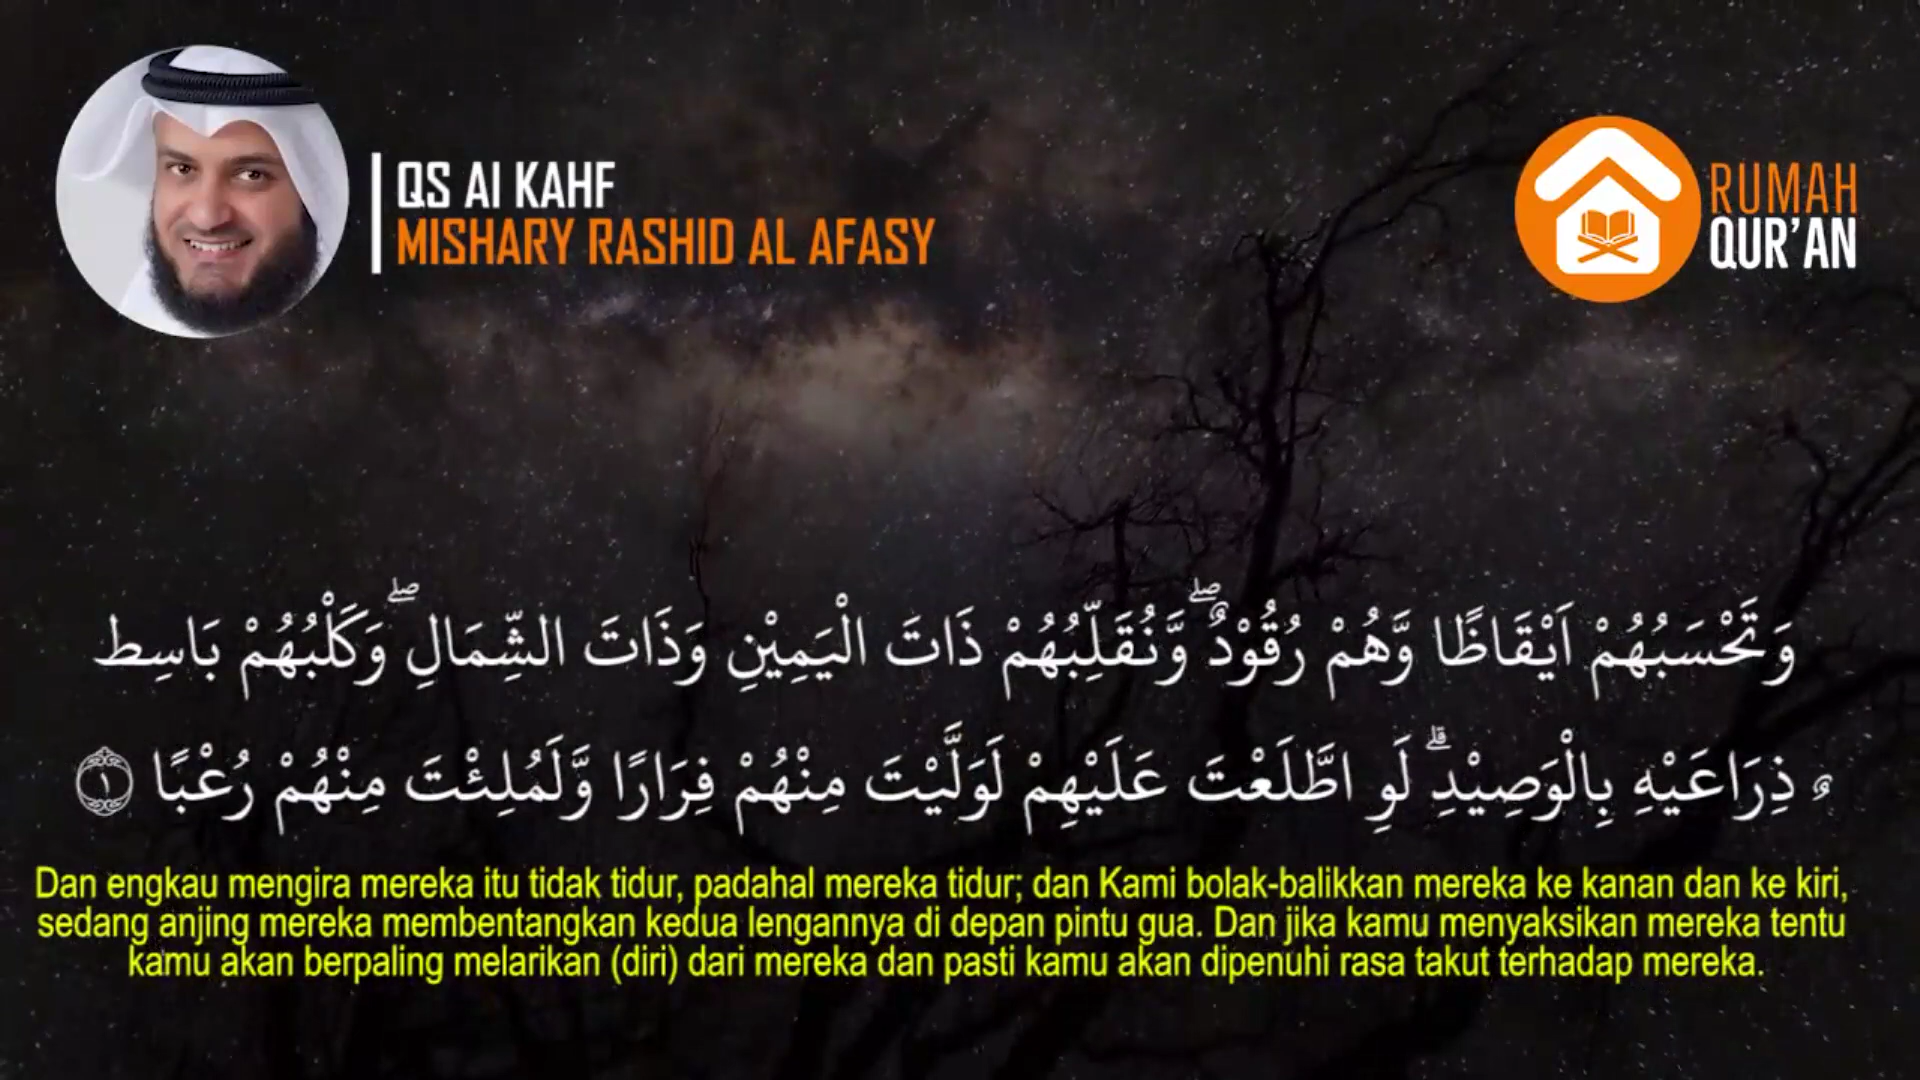 QS Al KAHF
MISHARY RASHID AL AFASY
RUMAH
QUR'AN
وَتَحْسَبُهُمْ اَيْقَاظًا وَّهُمْ رُقُوْدٌ ۖوَّنُقَلِّبُهُمْ ذَاتَ الْيَمِيْنِ وَذَاتَ الشِّمَالِ ۖوَكَلْبُهُمْ بَاسِط
ٌ ذِرَاعَيْهِ بِالْوَصِيْدِۗ لَوِ اطَّلَعْتَ عَلَيْهِمْ لَوَلَّيْتَ مِنْهُمْ فِرَارًا وَّلَمُلِئْتَ مِنْهُمْ رُعْبًا ١
Dan engkau mengira mereka itu tidak tidur, padahal mereka tidur; dan Kami bolak-balikkan mereka ke kanan dan ke kiri,
sedang anjing mereka membentangkan kedua lengannya di depan pintu gua. Dan jika kamu menyaksikan mereka tentu
kamu akan berpaling melarikan (diri) dari mereka dan pasti kamu akan dipenuhi rasa takut terhadap mereka.